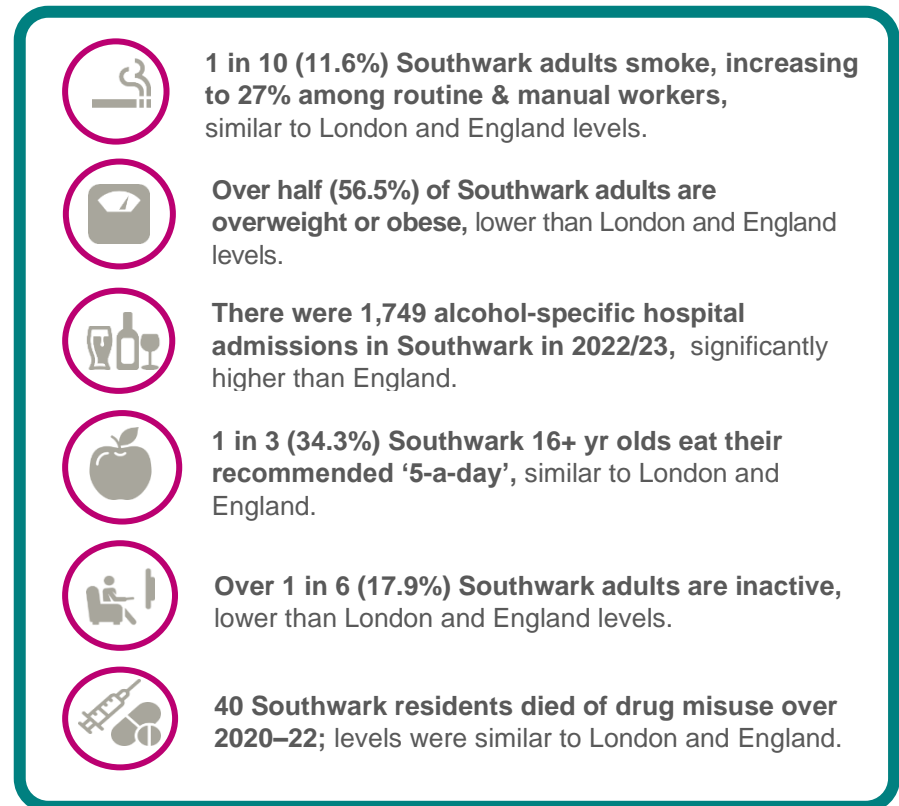 1 in 10 (11.6%) Southwark adults smoke, increasing
to 27% among routine & manual workers,
similar to London and England levels.
Over half (56.5%) of Southwark adults are
overweight or obese, lower than London and England
levels.
There were 1,749 alcohol-specific hospital
admissions in Southwark in 2022/23, significantly
higher than England.
1 in 3 (34.3%) Southwark 16+ yr olds eat their
recommended ‘5-a-day’, similar to London and
England.
Over 1 in 6 (17.9%) Southwark adults are inactive,
lower than London and England levels.
40 Southwark residents died of drug misuse over
2020–22; levels were similar to London and England.